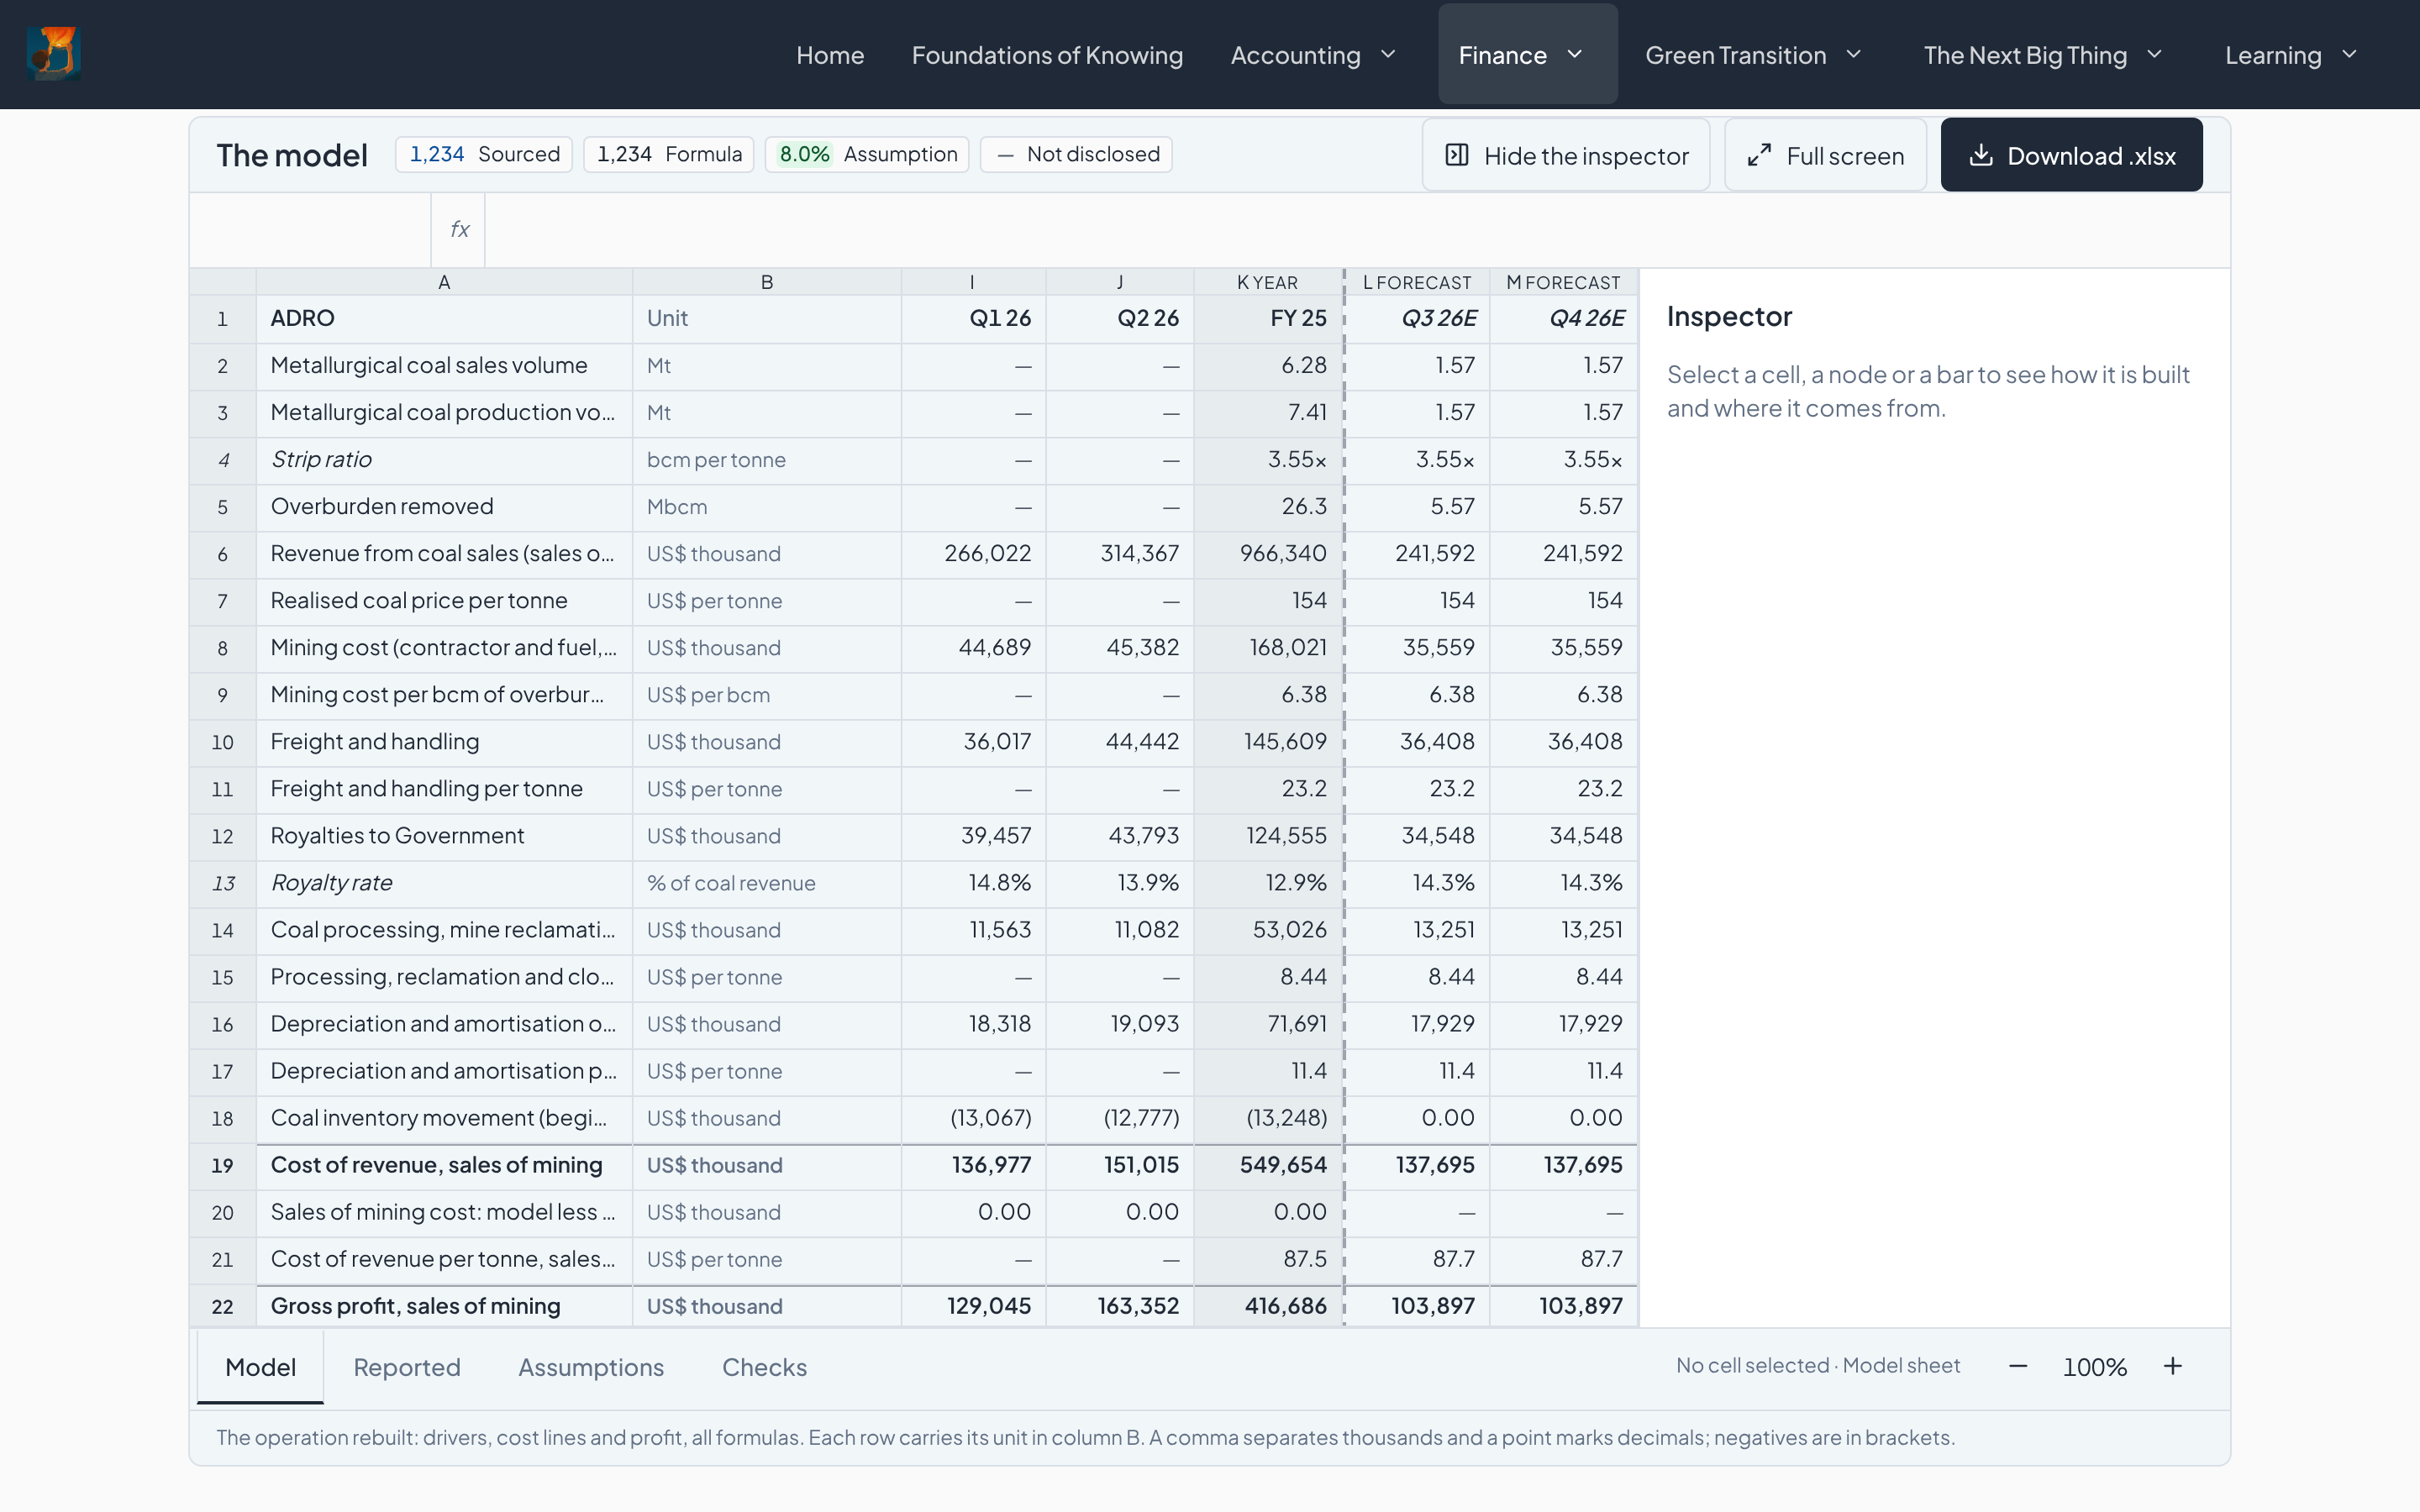 Home Foundations of Knowing Accounting Finance Green Transition The Next Big Thing Learning
The model 1,234 Sourced 1,234 Formula 8.0% Assumption — Not disclosed Hide the inspector Full screen Download .xlsx
fx
A B I J K YEAR L FORECAST M FORECAST
1 ADRO Unit Q1 26 Q2 26 FY 25 Q3 26E Q4 26E
2 Metallurgical coal sales volume Mt — — 6.28 1.57 1.57
3 Metallurgical coal production vo... Mt — — 7.41 1.57 1.57
4 Strip ratio bcm per tonne — — 3.55× 3.55× 3.55×
5 Overburden removed Mbcm — — 26.3 5.57 5.57
6 Revenue from coal sales (sales o... US$ thousand 266,022 314,367 966,340 241,592 241,592
7 Realised coal price per tonne US$ per tonne — — 154 154 154
8 Mining cost (contractor and fuel,... US$ thousand 44,689 45,382 168,021 35,559 35,559
9 Mining cost per bcm of overbur... US$ per bcm — — 6.38 6.38 6.38
10 Freight and handling US$ thousand 36,017 44,442 145,609 36,408 36,408
11 Freight and handling per tonne US$ per tonne — — 23.2 23.2 23.2
12 Royalties to Government US$ thousand 39,457 43,793 124,555 34,548 34,548
13 Royalty rate % of coal revenue 14.8% 13.9% 12.9% 14.3% 14.3%
14 Coal processing, mine reclamati... US$ thousand 11,563 11,082 53,026 13,251 13,251
15 Processing, reclamation and clo... US$ per tonne — — 8.44 8.44 8.44
16 Depreciation and amortisation o... US$ thousand 18,318 19,093 71,691 17,929 17,929
17 Depreciation and amortisation p... US$ per tonne — — 11.4 11.4 11.4
18 Coal inventory movement (begi... US$ thousand (13,067) (12,777) (13,248) 0.00 0.00
19 Cost of revenue, sales of mining US$ thousand 136,977 151,015 549,654 137,695 137,695
20 Sales of mining cost: model less ... US$ thousand 0.00 0.00 0.00 — —
21 Cost of revenue per tonne, sales... US$ per tonne — — 87.5 87.7 87.7
22 Gross profit, sales of mining US$ thousand 129,045 163,352 416,686 103,897 103,897
Inspector
Select a cell, a node or a bar to see how it is built
and where it comes from.
Model Reported Assumptions Checks No cell selected · Model sheet − 100% +
The operation rebuilt: drivers, cost lines and profit, all formulas. Each row carries its unit in column B. A comma separates thousands and a point marks decimals; negatives are in brackets.